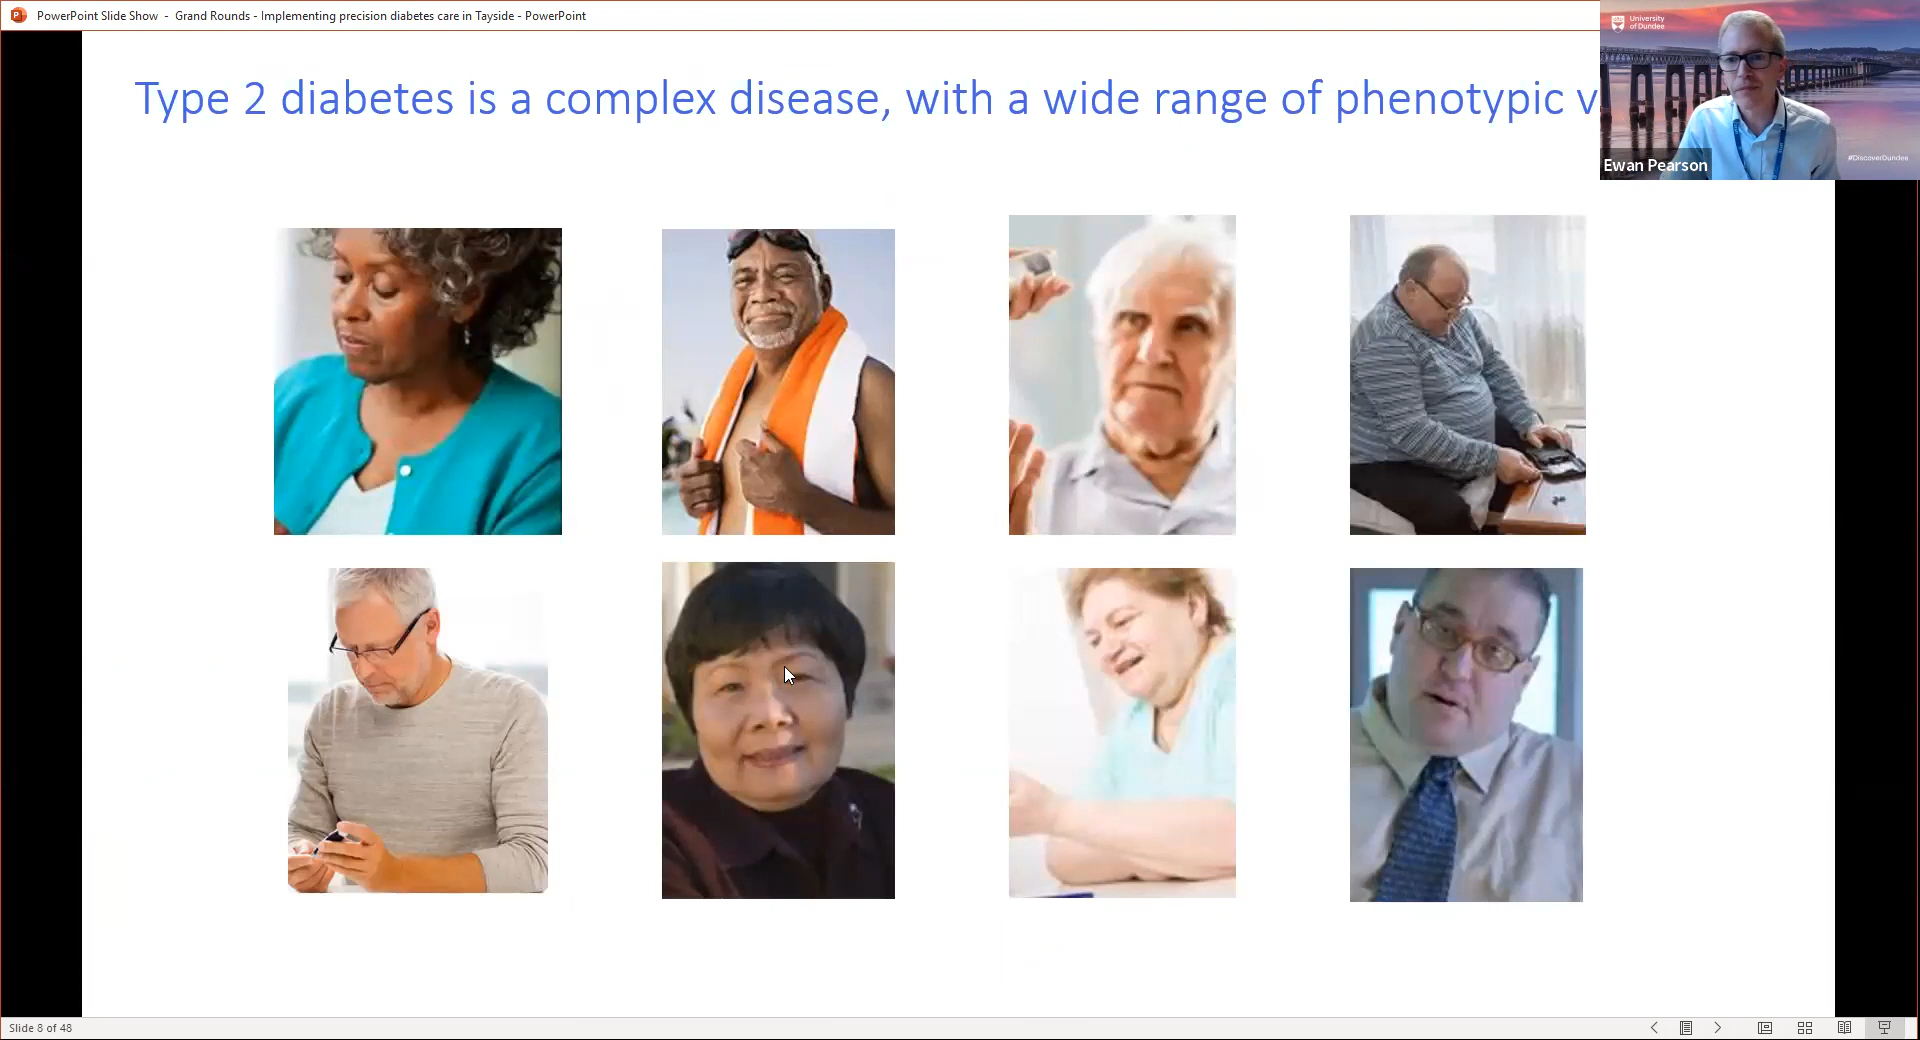 PowerPoint Slide Show - Grand Rounds - Implementing precision diabetes care in Tayside - PowerPoint
University
of Dundee
Type 2 diabetes is a complex disease, with a wide range of phenotypic v
#DiscoverDundee
Ewan Pearson
Slide 8 of 48